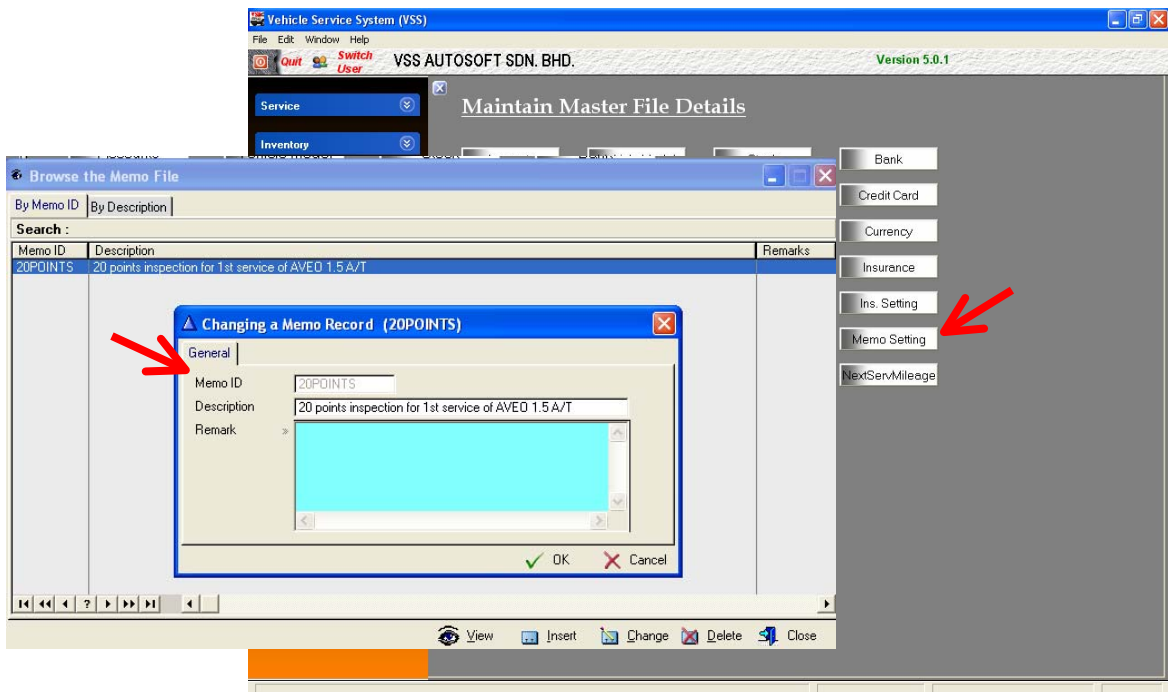 Vehicle Service System (VSS)
File Edit Window Help
Quit Switch User VSS AUTOSOFT SDN. BHD. Version 5.0.1
Service
Maintain Master File Details
Inventory
Bank
Credit Card
Currency
Insurance
Ins. Setting
Memo Setting
NextServMileage
Browse the Memo File
By Memo ID By Description
Search :
Memo ID Description Remarks
20POINTS 20 points inspection for 1st service of AVEO 1.5 A/T
Changing a Memo Record (20POINTS)
General
Memo ID 20POINTS
Description 20 points inspection for 1st service of AVEO 1.5 A/T
Remark »
OK Cancel
?
View Insert Change Delete Close